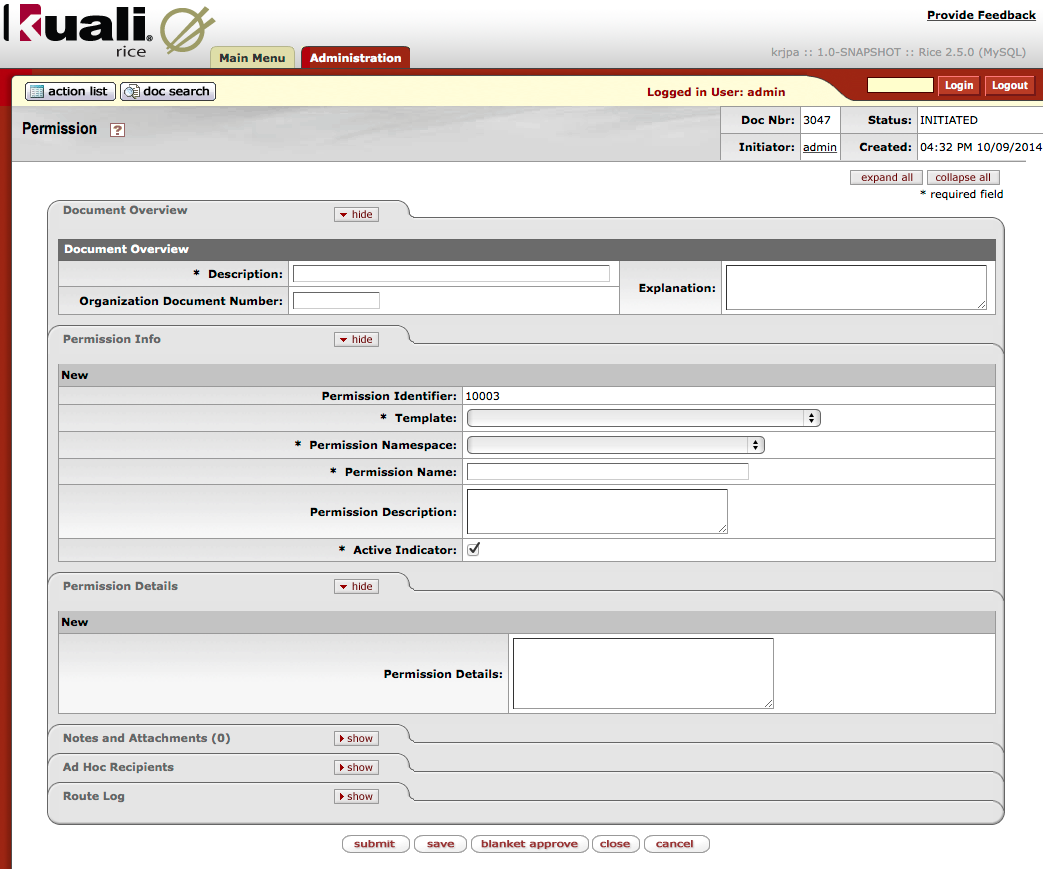 Kuali®
rice
Provide Feedback
Main Menu
Administration
krjpa :: 1.0-SNAPSHOT :: Rice 2.5.0 (MySQL)
action list
doc search
Logged in User: admin
Login
Logout
Permission ?
Doc Nbr: 3047 Status: INITIATED
Initiator: admin Created: 04:32 PM 10/09/2014
expand all
collapse all
* required field
Document Overview
hide
Document Overview
* Description:
Explanation:
Organization Document Number:
Permission Info
hide
New
Permission Identifier: 10003
* Template:
* Permission Namespace:
* Permission Name:
Permission Description:
* Active Indicator:
Permission Details
hide
New
Permission Details:
Notes and Attachments (0)
show
Ad Hoc Recipients
show
Route Log
show
submit
save
blanket approve
close
cancel